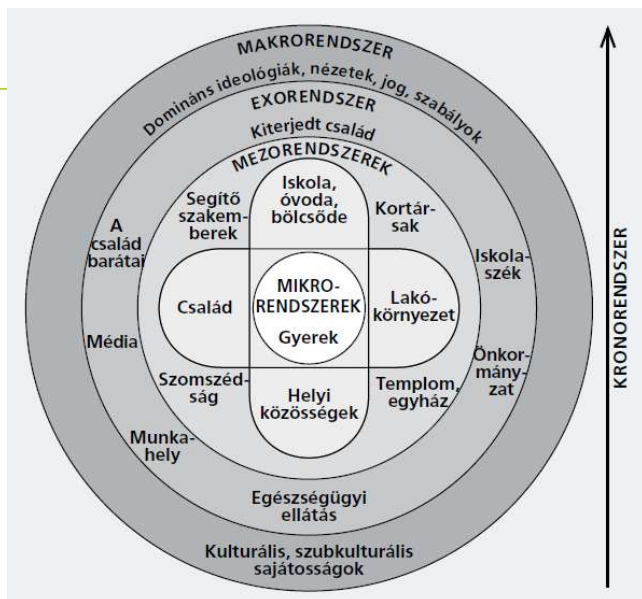 MAKRORENDSZER
Domináns ideológiák, nézetek, jog, szabályok
EXORENDSZER
Kiterjedt család
MEZORENDSZEREK
Segítő
szakem-
berek
Iskola,
óvoda,
bölcsőde
Kortár-
sak
A
család
barátai
Iskola-
szék
Család
MIKRO-
RENDSZEREK
Gyerek
Lakó-
környezet
Média
Önkor-
mány-
zat
Szomszéd-
ság
Helyi
közösségek
Templom,
egyház
Munka-
hely
Egészségügyi
ellátás
Kulturális, szubkulturális
sajátosságok
KRONORENDSZER